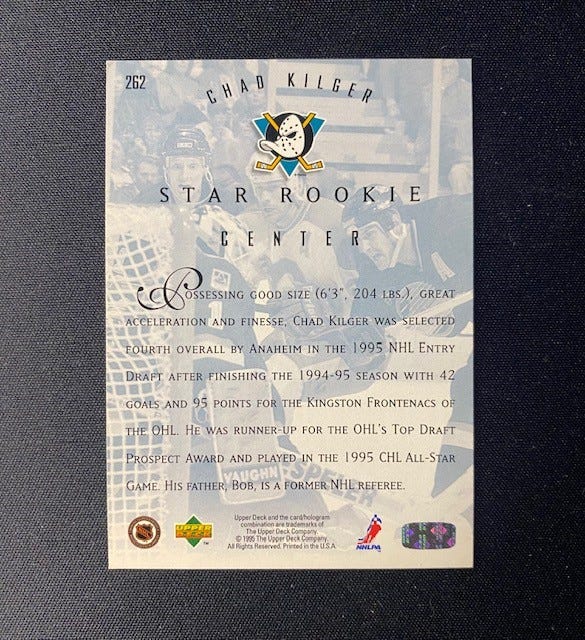 262
CHAD KILGER
STAR ROOKIE
CENTER
POSSESSING GOOD SIZE (6'3", 204 LBS.), GREAT
ACCELERATION AND FINESSE, CHAD KILGER WAS SELECTED
FOURTH OVERALL BY ANAHEIM IN THE 1995 NHL ENTRY
DRAFT AFTER FINISHING THE 1994-95 SEASON WITH 42
GOALS AND 95 POINTS FOR THE KINGSTON FRONTENACS OF
THE OHL. HE WAS RUNNER-UP FOR THE OHL'S TOP DRAFT
PROSPECT AWARD AND PLAYED IN THE 1995 CHL ALL-STAR
GAME. HIS FATHER, BOB, IS A FORMER NHL REFEREE.
VAUGHN
UPPER
DECK
TM
Upper Deck and the card/hologram
combination are trademarks of
The Upper Deck Company.
© 1995 The Upper Deck Company.
All Rights Reserved. Printed in the U.S.A.
NHLPA